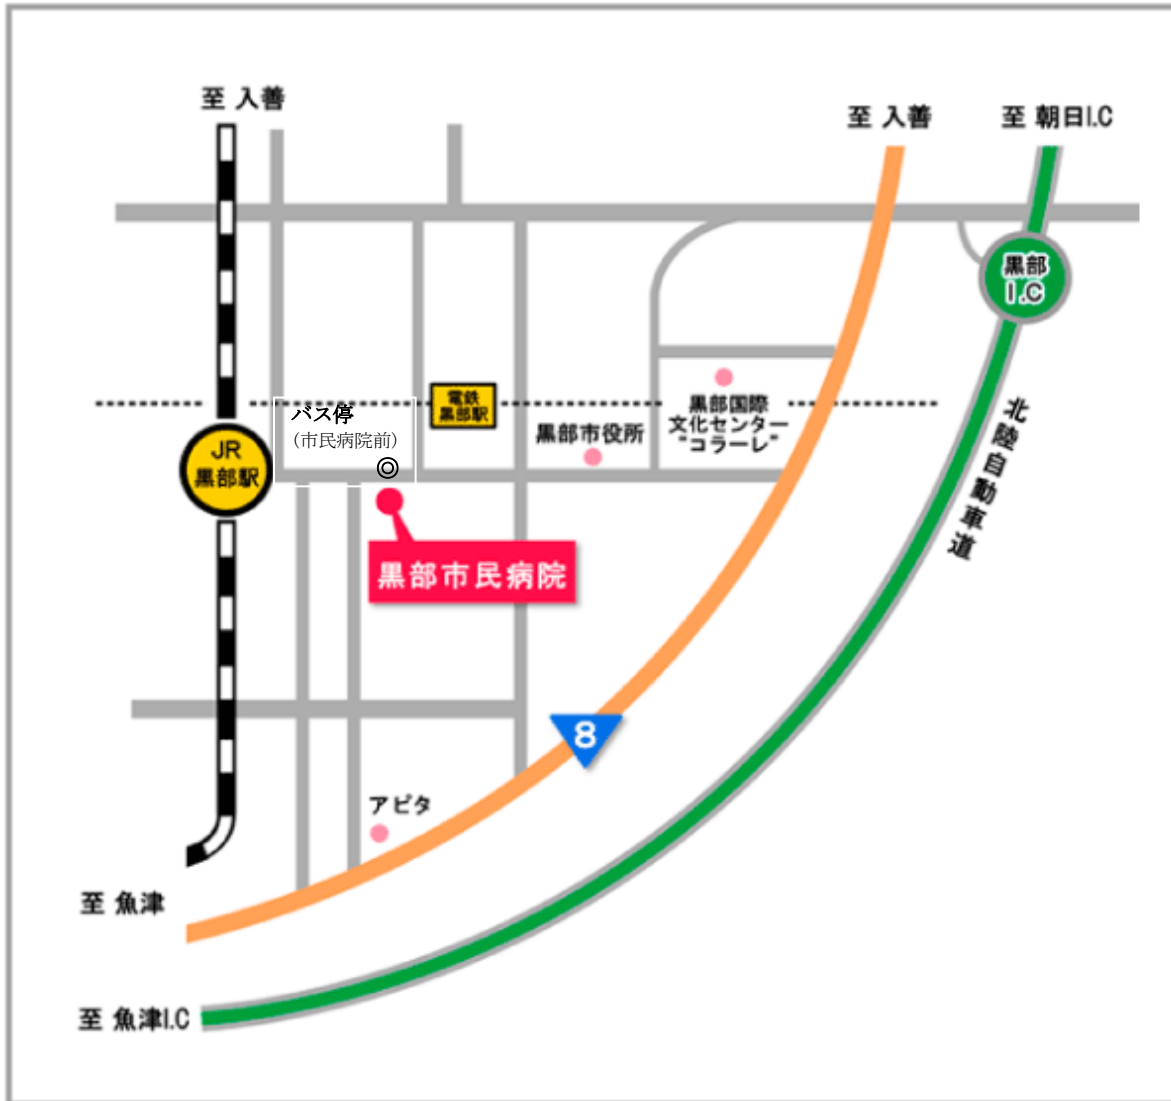 至 入善
至 入善
至 朝日I.C
黒部
I.C
電鉄
黒部駅
バス停
(市民病院前)
黒部国際
文化センター
"コラーレ"
黒部市役所
JR
黒部駅
北陸自動車道
黒部市民病院
8
アピタ
至 魚津
至 魚津I.C